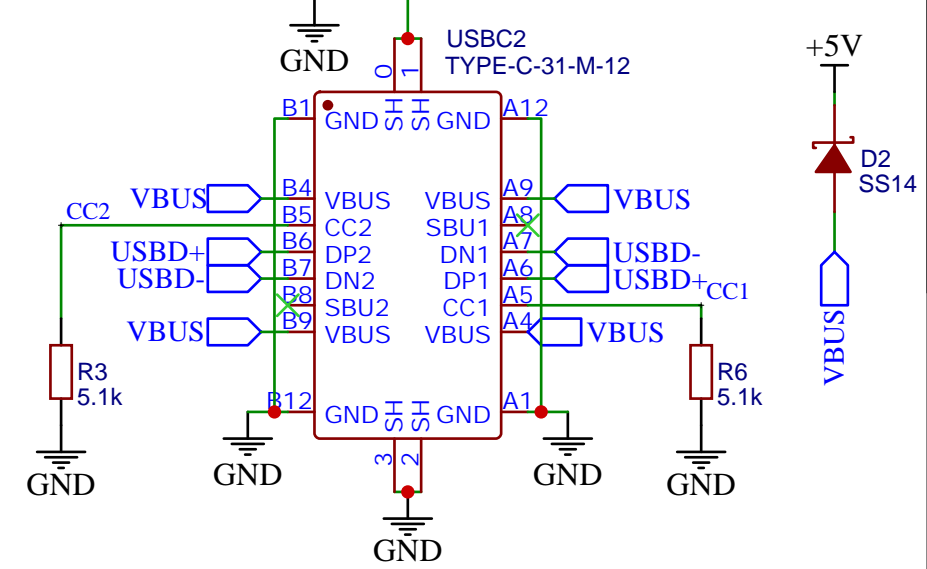 GND
USBC2
TYPE-C-31-M-12
+5V
0
1
B1
A12
GND
SH
SH
GND
D2
SS14
VBUS
B4
VBUS
VBUS
A9
VBUS
CC2
B5
CC2
SBU1
A8
USBD+
B6
DP2
DN1
A7
USBD-
USBD-
B7
DN2
DP1
A6
USBD+
B8
SBU2
CC1
A5
CC1
VBUS
B9
VBUS
VBUS
A4
VBUS
VBUS
R3
5.1k
R6
5.1k
B12
GND
SH
SH
GND
A1
3
2
GND
GND
GND
GND
GND